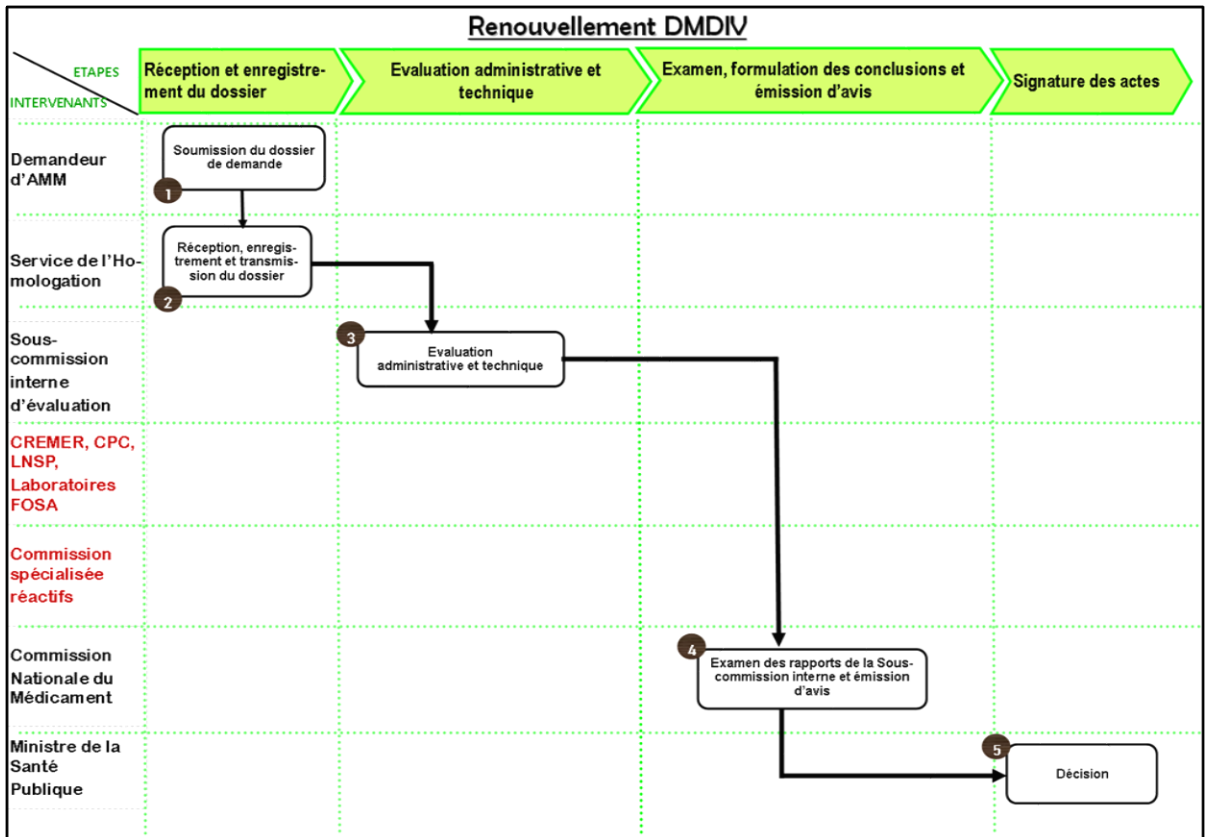 Renouvellement DMDIV
ETAPES
INTERVENANTS
Réception et enregistre-
ment du dossier
Evaluation administrative et
technique
Examen, formulation des conclusions et
émission d'avis
Signature des actes
Demandeur
d'AMM
Soumission du dossier
de demande
1
Service de l'Ho-
mologation
Réception, enregis-
trement et transmis-
sion du dossier
2
Sous-
commission
interne
d'évaluation
3
Evaluation
administrative et technique
CREMER, CPC,
LNSP,
Laboratoires
FOSA
Commission
spécialisée
réactifs
Commission
Nationale du
Médicament
4
Examen des rapports de la Sous-
commission interne et émission
d'avis
Ministre de la
Santé
Publique
5
Décision